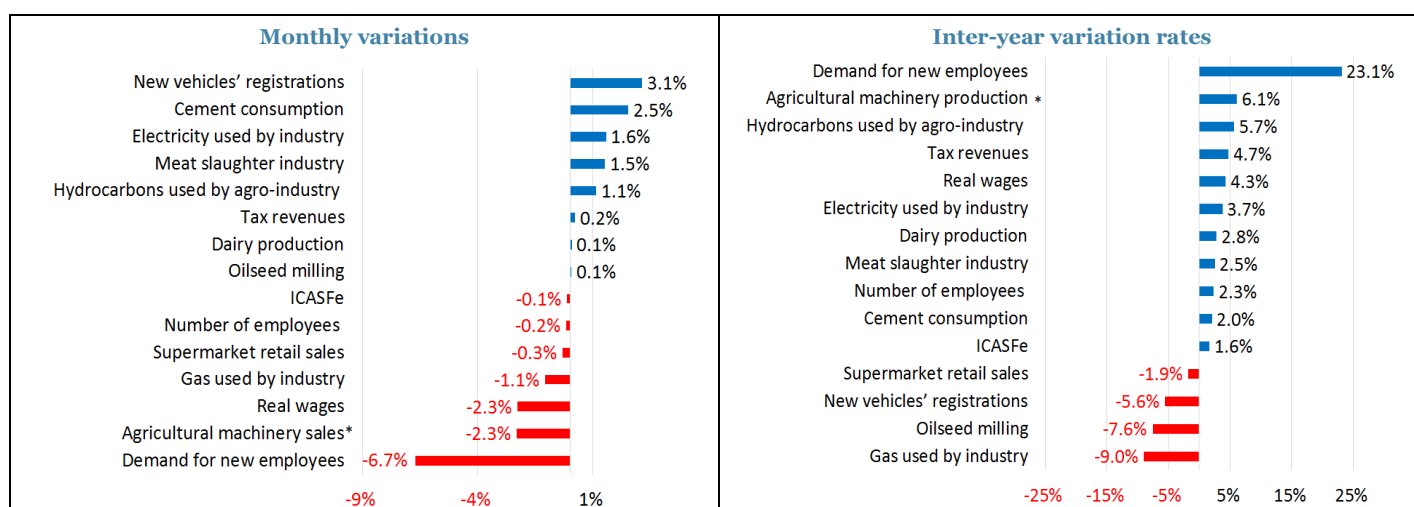 Monthly variations
New vehicles’ registrations 3.1%
Cement consumption 2.5%
Electricity used by industry 1.6%
Meat slaughter industry 1.5%
Hydrocarbons used by agro-industry 1.1%
Tax revenues 0.2%
Dairy production 0.1%
Oilseed milling 0.1%
ICASFe -0.1%
Number of employees -0.2%
Supermarket retail sales -0.3%
Gas used by industry -1.1%
Real wages -2.3%
Agricultural machinery sales* -2.3%
Demand for new employees -6.7%
-9% -4% 1%
Inter-year variation rates
Demand for new employees 23.1%
Agricultural machinery production * 6.1%
Hydrocarbons used by agro-industry 5.7%
Tax revenues 4.7%
Real wages 4.3%
Electricity used by industry 3.7%
Dairy production 2.8%
Meat slaughter industry 2.5%
Number of employees 2.3%
Cement consumption 2.0%
ICASFe 1.6%
Supermarket retail sales -1.9%
New vehicles’ registrations -5.6%
Oilseed milling -7.6%
Gas used by industry -9.0%
-25% -15% -5% 5% 15% 25%